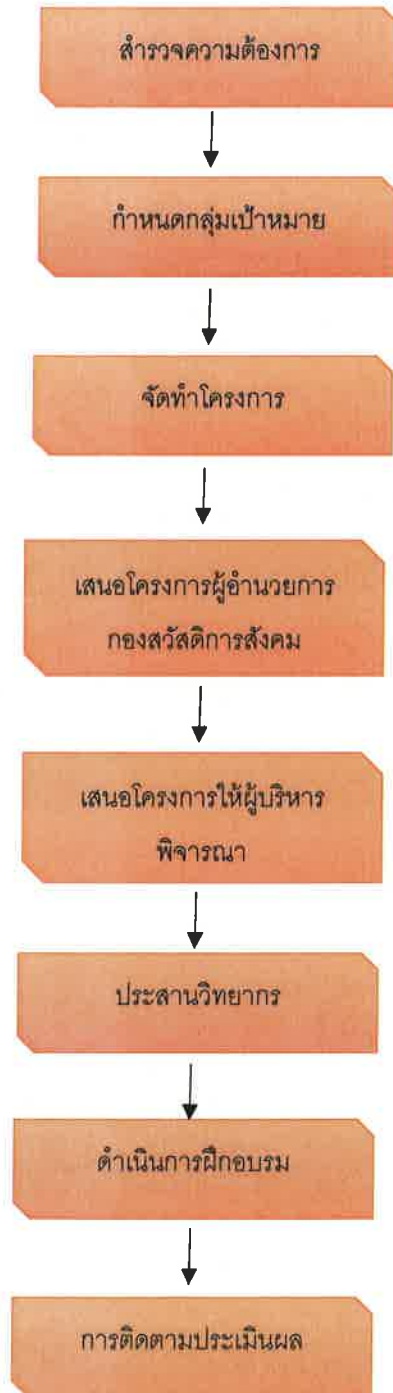 สำรวจความต้องการ
กำหนดกลุ่มเป้าหมาย
จัดทำโครงการ
เสนอโครงการผู้อำนวยการ
กองสวัสดิการสังคม
เสนอโครงการให้ผู้บริหาร
พิจารณา
ประสานวิทยากร
ดำเนินการฝึกอบรม
การติดตามประเมินผล